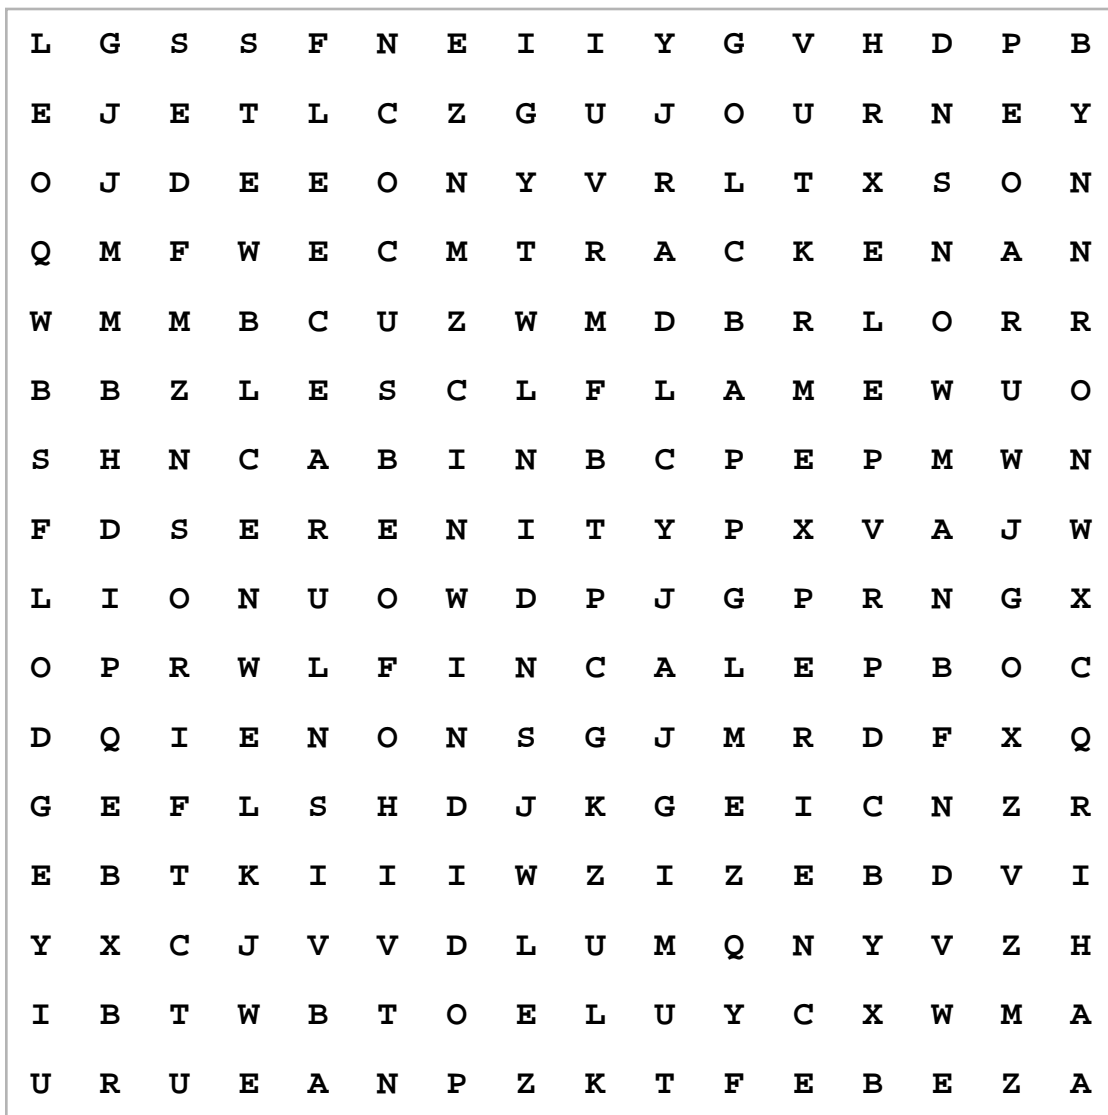 L G S S F N E I I Y G V H D P B
E J E T L C Z G U J O U R N E Y
O J D E E O N Y V R L T X S O N
Q M F W E C M T R A C K E N A N
W M M B C U Z W M D B R L O R R
B B Z L E S C L F L A M E W U O
S H N C A B I N B C P E P M W N
F D S E R E N I T Y P X V A J W
L I O N U O W D P J G P R N G X
O P R W L F I N C A L E P B O C
D Q I E N O N S G J M R D F X Q
G E F L S H D J K G E I C N Z R
E B T K I I I W Z I Z E B D V I
Y X C J V V D L U M Q N Y V Z H
I B T W B T O E L U Y C X W M A
U R U E A N P Z K T F E B E Z A